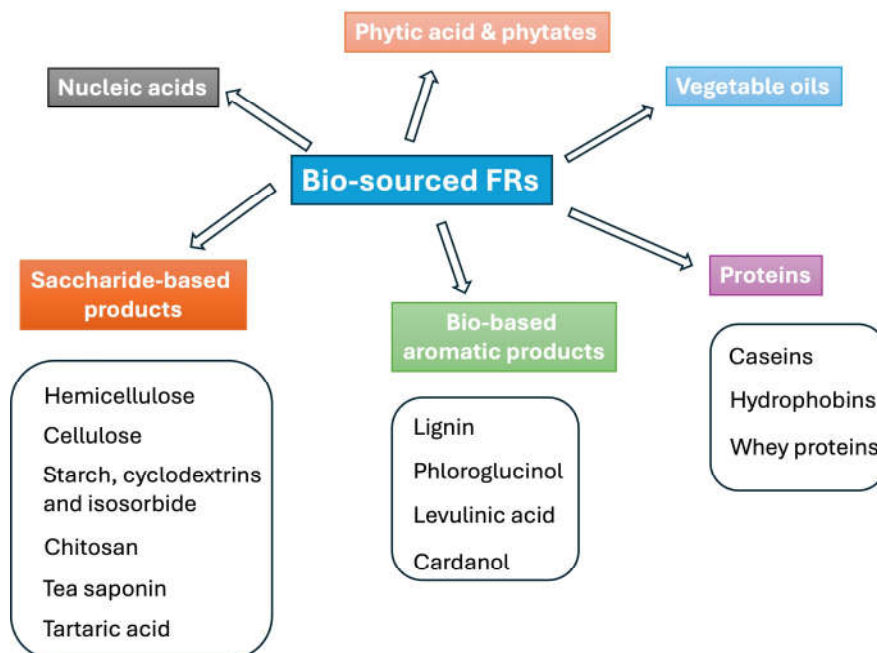 Phytic acid & phytates
Nucleic acids
Vegetable oils
Bio-sourced FRs
Saccharide-based
products
Proteins
Bio-based
aromatic products
Hemicellulose
Cellulose
Starch, cyclodextrins
and isosorbide
Chitosan
Tea saponin
Tartaric acid
Lignin
Phloroglucinol
Levulinic acid
Cardanol
Caseins
Hydrophobins
Whey proteins